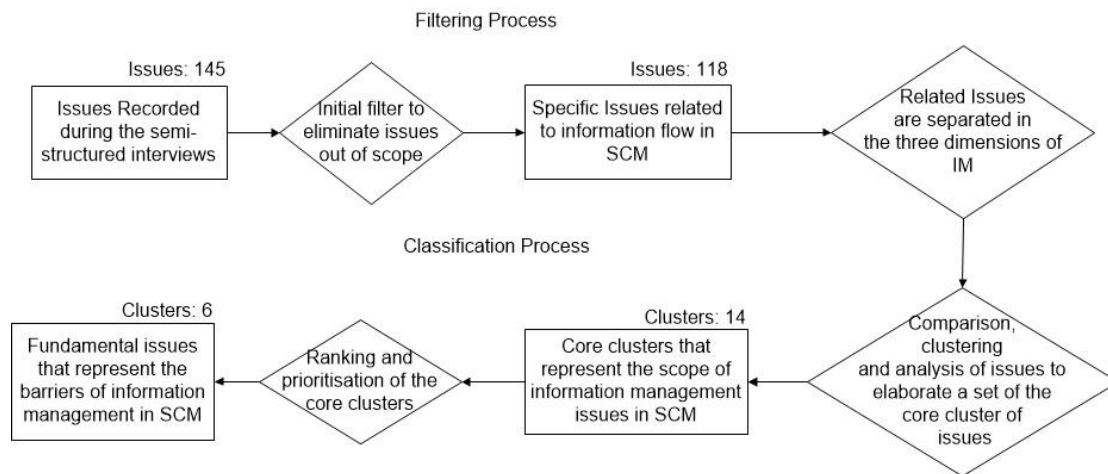 Filtering Process
Issues: 145
Issues Recorded
during the semi-
structured interviews
Initial filter to
eliminate issues
out of scope
Issues: 118
Specific Issues related
to information flow in
SCM
Related Issues
are separated in
the three dimensions of
IM
Classification Process
Comparison,
clustering
and analysis of issues to
elaborate a set of the
core cluster of
issues
Clusters: 14
Core clusters that
represent the scope of
information management
issues in SCM
Ranking and
prioritisation of the
core clusters
Clusters: 6
Fundamental issues
that represent the
barriers of information
management in SCM